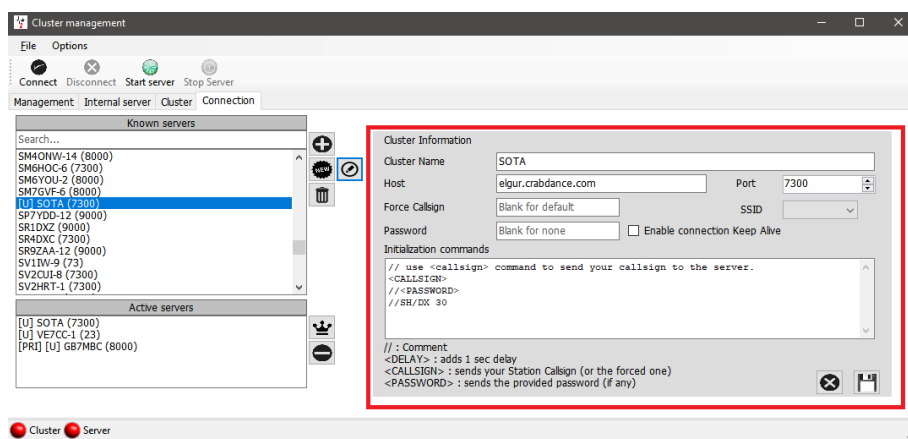 Cluster management
File Options
Connect Disconnect Start server Stop Server
Management Internal server Cluster Connection
Known servers
Search...
SM4ONW-14 (8000)
SM6HOC-6 (7300)
SM6YOU-2 (8000)
SM7GVF-6 (8000)
[U] SOTA (7300)
SP7YDD-12 (9000)
SR1DXZ (9000)
SR4DXC (7300)
SR9ZAA-12 (9000)
SV1IW-9 (73)
SV2CUI-8 (7300)
SV2HRT-1 (7300)
NEW
Active servers
[U] SOTA (7300)
[U] VE7CC-1 (23)
[PRI] [U] GB7MBC (8000)
Cluster Information
Cluster Name SOTA
Host elgur.crabdance.com Port 7300
Force Callsign Blank for default SSID
Password Blank for none Enable connection Keep Alive
Initialization commands
// use <callsign> command to send your callsign to the server.
<CALLSIGN>
//<PASSWORD>
//SH/DX 30
// : Comment
<DELAY> : adds 1 sec delay
<CALLSIGN> : sends your Station Callsign (or the forced one)
<PASSWORD> : sends the provided password (if any)
Cluster Server